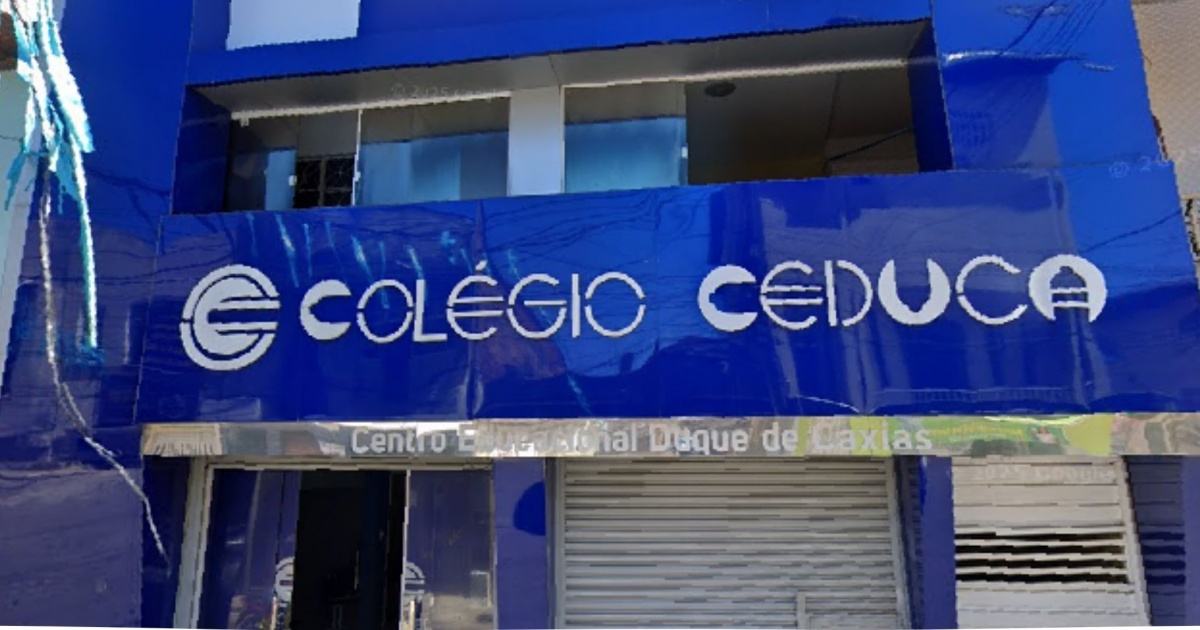 COLÉGIO CEDUCA
Centro Educacional Duque de Caxias